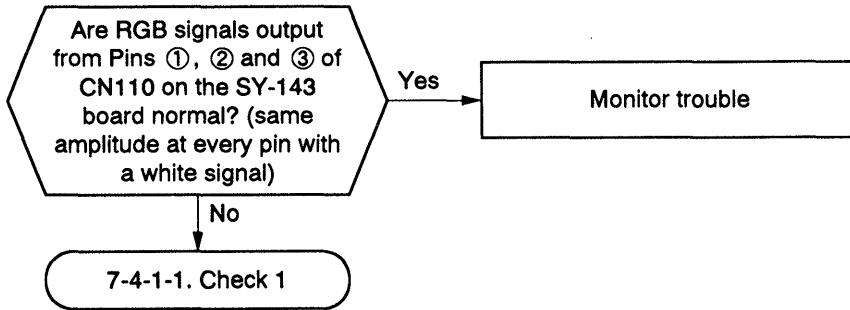 Are RGB signals output
from Pins ①, ② and ③ of
CN110 on the SY-143
board normal? (same
amplitude at every pin with
a white signal)
Yes
Monitor trouble
No
7-4-1-1. Check 1